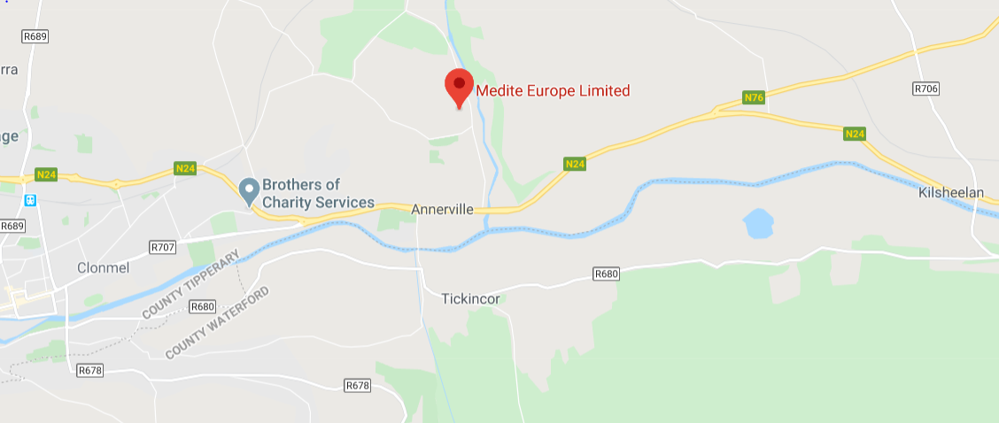 R689
rra
Medite Europe Limited
R706
N76
age
N24
N24
N24
N24
Brothers of
Charity Services
Kilsheelan
Annerville
R689
R707
Clonmel
COUNTY TIPPERARY
R680
Tickincor
R680
COUNTY WATERFORD
R678
R678